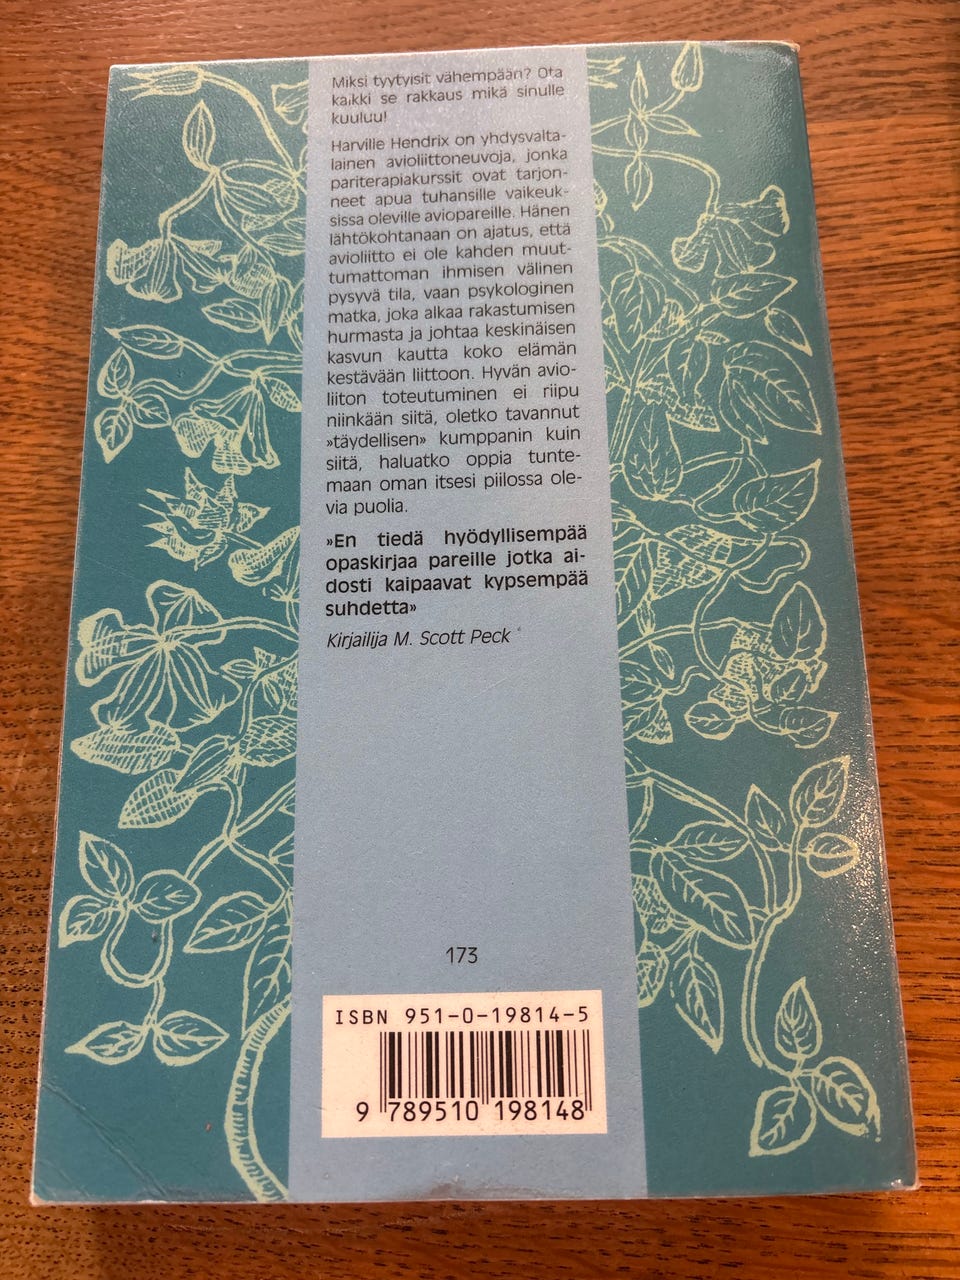 Miksi tyytyisit vähempään? Ota
kaikki se rakkaus mikä sinulle
kuuluu!
Harville Hendrix on yhdysvalta-
lainen avioliittoneuvoja, jonka
pariterapiakurssit ovat tarjon-
neet apua tuhansille vaikeuk-
sissa oleville aviopareille. Hänen
lähtökohtanaan on ajatus, että
avioliitto ei ole kahden muut-
tumattoman ihmisen välinen
pysyvä tila, vaan psykologinen
matka, joka alkaa rakastumisen
hurmasta ja johtaa keskinäisen
kasvun kautta koko elämän
kestävään liittoon. Hyvän avio-
liiton toteutuminen ei riipu
niinkään siitä, oletko tavannut
»täydellisen» kumppanin kuin
siitä, haluatko oppia tunte-
maan oman itsesi piilossa ole-
via puolia.
»En tiedä hyödyllisempää
opaskirjaa pareille jotka ai-
dosti kaipaavat kypsempää
suhdetta»
Kirjailija M. Scott Peck
173
ISBN 951-0-19814-5
9 789510 198148